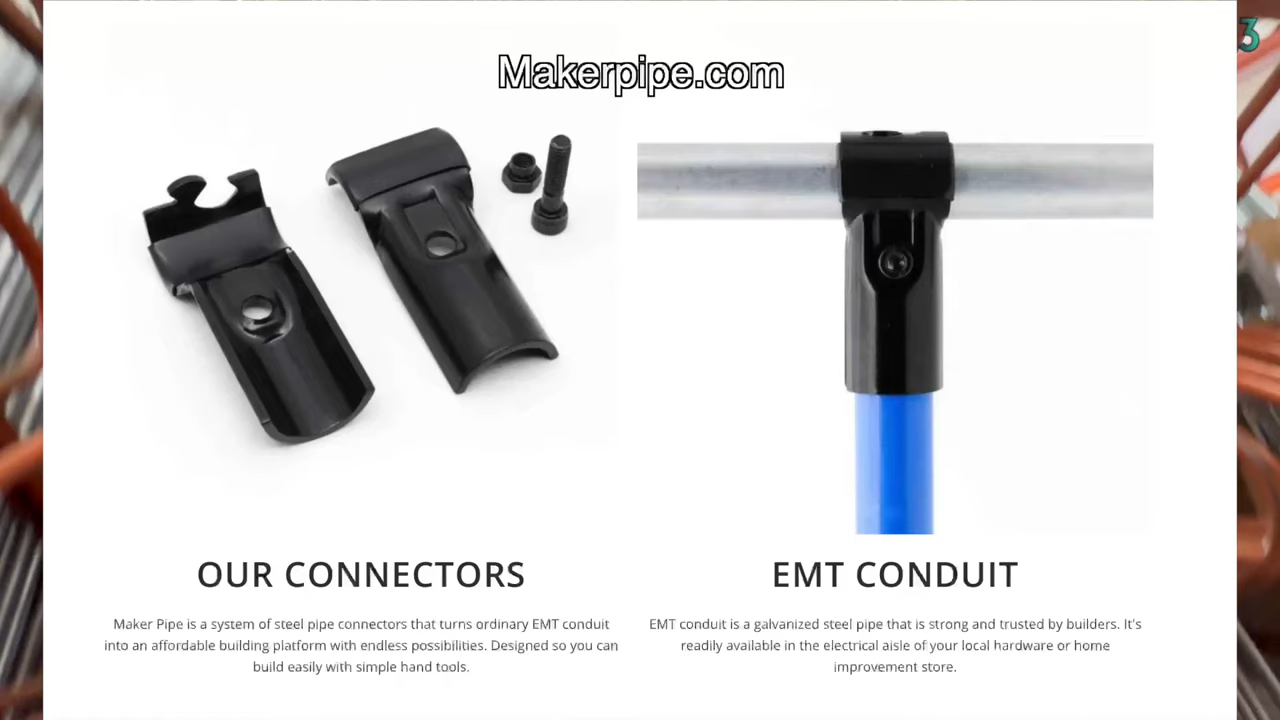 3
Makerpipe.com
OUR CONNECTORS
Maker Pipe is a system of steel pipe connectors that turns ordinary EMT conduit
into an affordable building platform with endless possibilities. Designed so you can
build easily with simple hand tools.
EMT CONDUIT
EMT conduit is a galvanized steel pipe that is strong and trusted by builders. It's
readily available in the electrical aisle of your local hardware or home
improvement store.